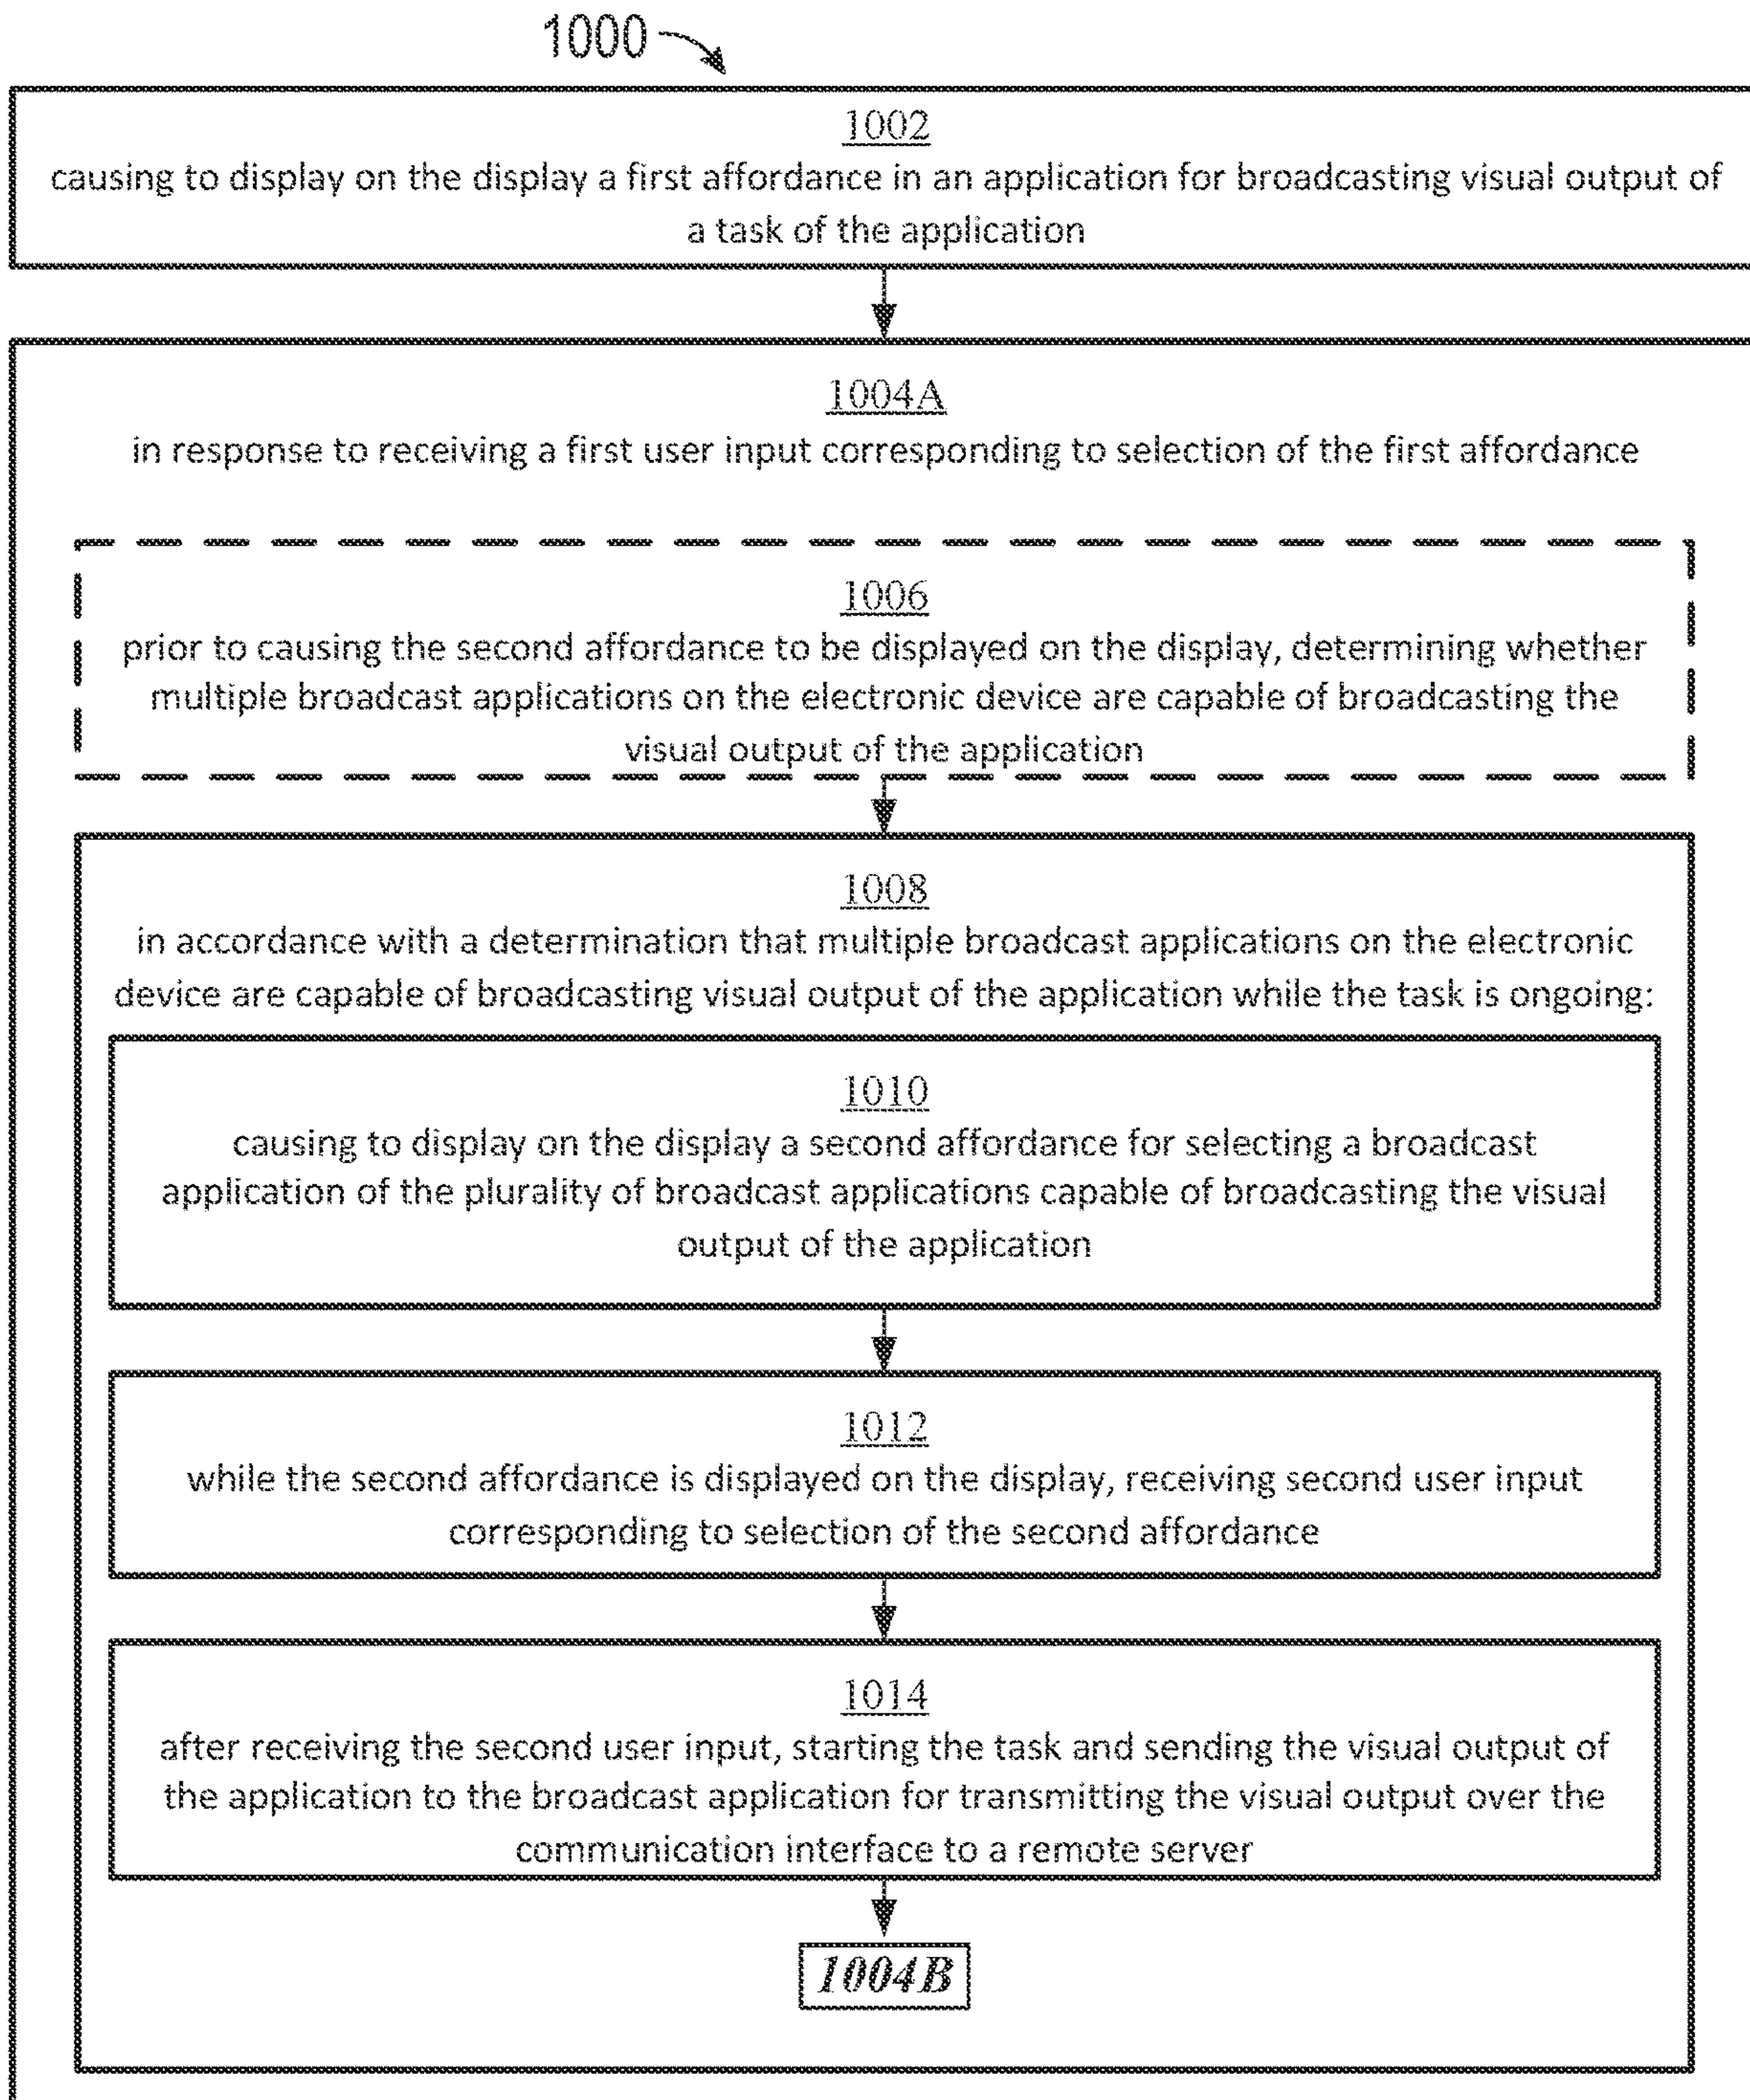 1000
1002
causing to display on the display a first affordance in an application for broadcasting visual output of
a task of the application
1004A
in response to receiving a first user input corresponding to selection of the first affordance
1006
prior to causing the second affordance to be displayed on the display, determining whether
multiple broadcast applications on the electronic device are capable of broadcasting the
visual output of the application
1008
in accordance with a determination that multiple broadcast applications on the electronic
device are capable of broadcasting visual output of the application while the task is ongoing:
1010
causing to display on the display a second affordance for selecting a broadcast
application of the plurality of broadcast applications capable of broadcasting the visual
output of the application
1012
while the second affordance is displayed on the display, receiving second user input
corresponding to selection of the second affordance
1014
after receiving the second user input, starting the task and sending the visual output of
the application to the broadcast application for transmitting the visual output over the
communication interface to a remote server
1004B